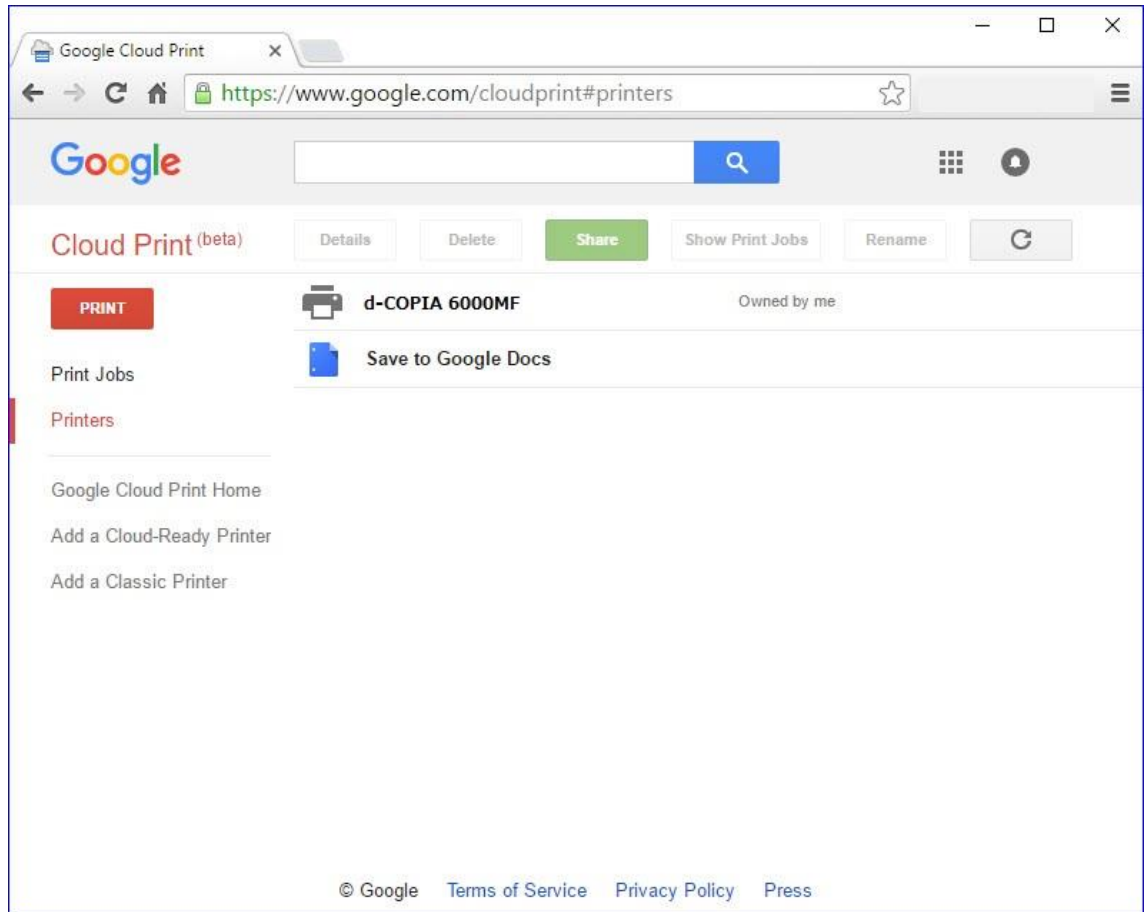 Google Cloud Print
https://www.google.com/cloudprint#printers
Google
Cloud Print (beta)
Details Delete Share Show Print Jobs Rename
PRINT
d-COPIA 6000MF Owned by me
Save to Google Docs
Print Jobs
Printers
Google Cloud Print Home
Add a Cloud-Ready Printer
Add a Classic Printer
© Google Terms of Service Privacy Policy Press